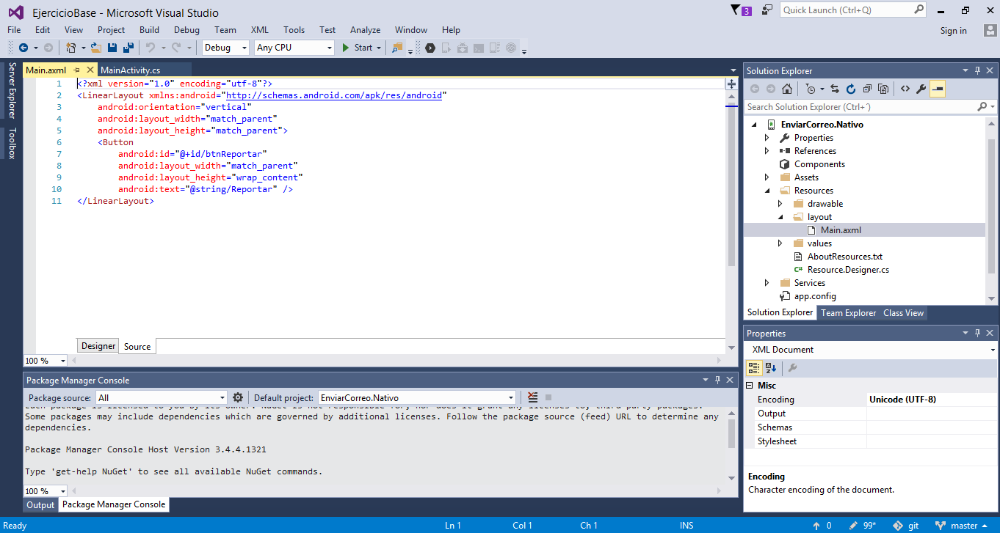 EjercicioBase - Microsoft Visual Studio
3
Quick Launch (Ctrl+Q)
File Edit View Project Build Debug Team XML Tools Test Analyze Window Help
Sign in
Debug Any CPU Start
Server Explorer
Toolbox
Main.axml MainActivity.cs
1 <?xml version="1.0" encoding="utf-8"?>
2 <LinearLayout xmlns:android="http://schemas.android.com/apk/res/android"
3 android:orientation="vertical"
4 android:layout_width="match_parent"
5 android:layout_height="match_parent">
6 <Button
7 android:id="@+id/btnReportar"
8 android:layout_width="match_parent"
9 android:layout_height="wrap_content"
10 android:text="@string/Reportar" />
11 </LinearLayout>
Designer Source
100 %
Package Manager Console
Package source: All Default project: EnviarCorreo.Nativo
Each package is licensed to you by its owner. NuGet is not responsible for, nor does it grant any licenses to, third-party packages.
Some packages may include dependencies which are governed by additional licenses. Follow the package source (feed) URL to determine any
dependencies.
Package Manager Console Host Version 3.4.4.1321
Type 'get-help NuGet' to see all available NuGet commands.
100 %
Output Package Manager Console
Solution Explorer
Search Solution Explorer (Ctrl+´)
EnviarCorreo.Nativo
Properties
References
Components
Assets
Resources
drawable
layout
Main.axml
values
AboutResources.txt
C# Resource.Designer.cs
Services
app.config
Solution Explorer Team Explorer Class View
Properties
XML Document
Misc
Encoding Unicode (UTF-8)
Output
Schemas
Stylesheet
Encoding
Character encoding of the document.
Ready Ln 1 Col 1 Ch 1 INS 0 99* git master